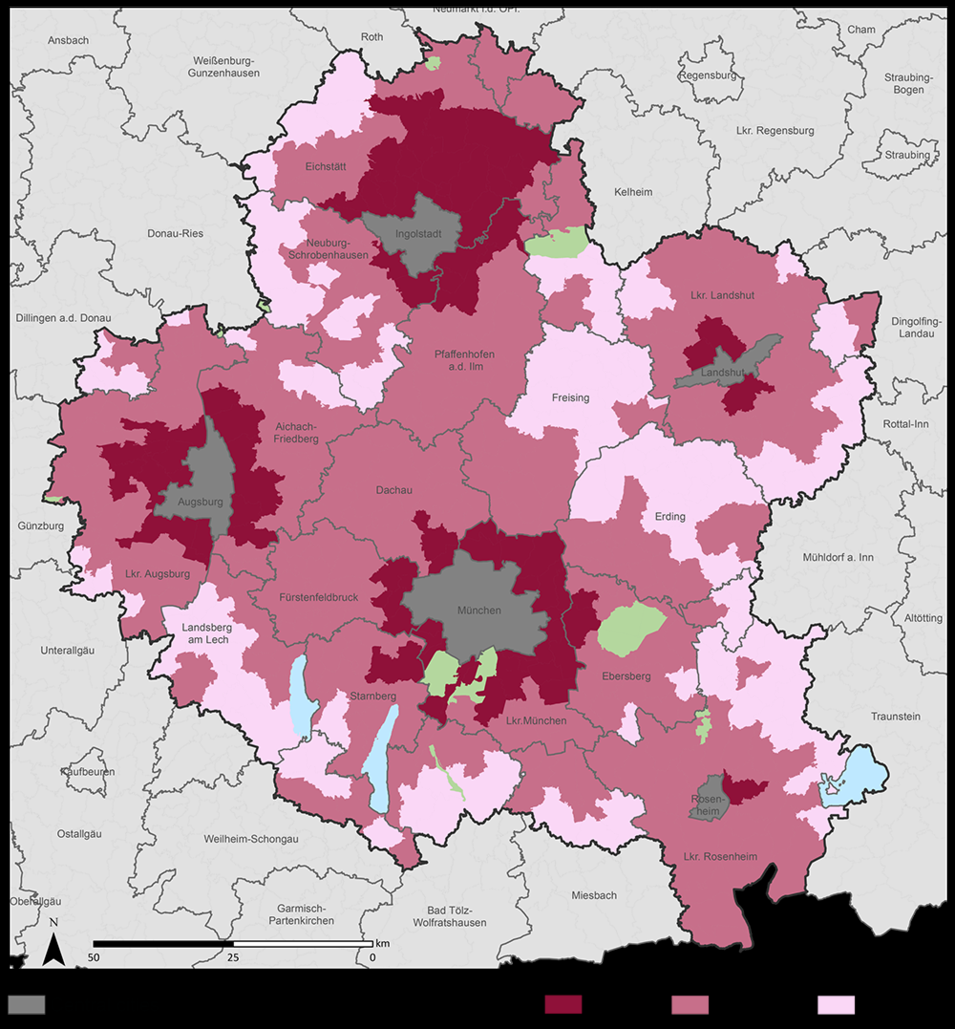 Neumarkt i.d. OPf.
Ansbach
Roth
Cham
Weißenburg-
Gunzenhausen
Regensburg
Straubing-
Bogen
Lkr. Regensburg
Straubing
Eichstätt
Kelheim
Donau-Ries
Ingolstadt
Neuburg-
Schrobenhausen
Lkr. Landshut
Dillingen a.d. Donau
Dingolfing-
Landau
Pfaffenhofen
a.d. Ilm
Landshut
Freising
Rottal-Inn
Aichach-
Friedberg
Dachau
Augsburg
Erding
Günzburg
Mühldorf a. Inn
Lkr. Augsburg
Fürstenfeldbruck
München
Altötting
Landsberg
am Lech
Unterallgäu
Ebersberg
Starnberg
Lkr.München
Traunstein
Kaufbeuren
Rosen-
heim
Ostallgäu
Weilheim-Schongau
Lkr. Rosenheim
Miesbach
Oberallgäu
Garmisch-
Partenkirchen
Bad Tölz-
Wolfratshausen
N
km
50 25 0